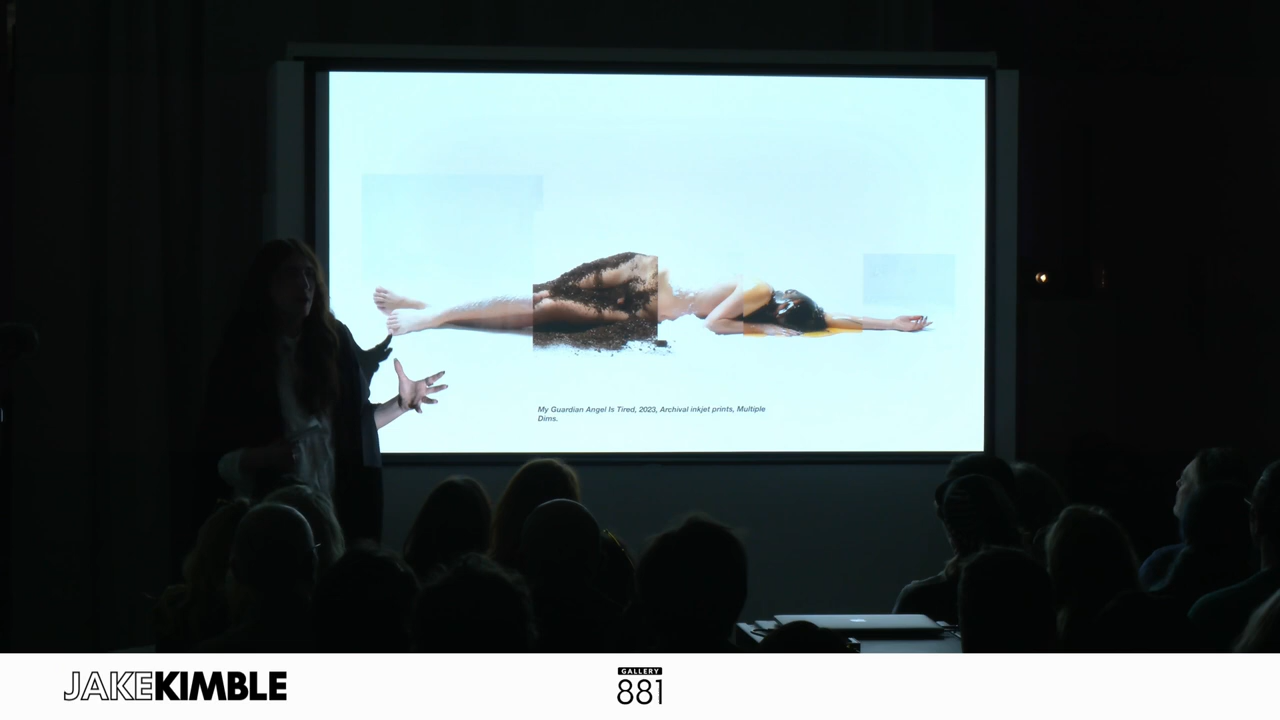 My Guardian Angel Is Tired, 2023, Archival inkjet prints, Multiple
Dims.
JAKEKIMBLE
GALLERY
881